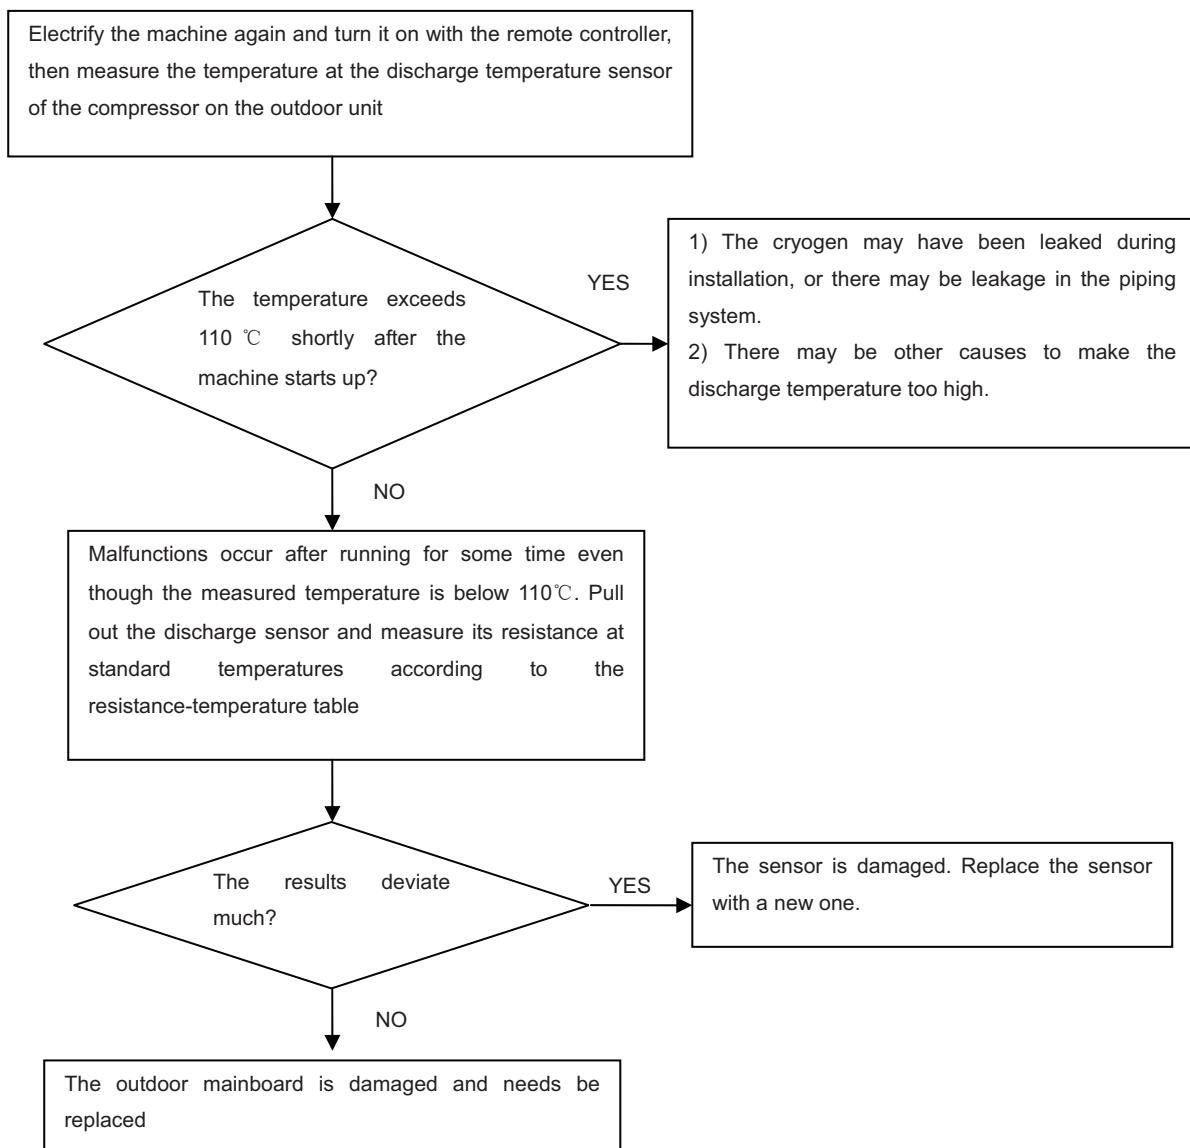 Electrify the machine again and turn it on with the remote controller,
then measure the temperature at the discharge temperature sensor
of the compressor on the outdoor unit
The temperature exceeds
110 ℃ shortly after the
machine starts up?
YES
1) The cryogen may have been leaked during
installation, or there may be leakage in the piping
system.
2) There may be other causes to make the
discharge temperature too high.
NO
Malfunctions occur after running for some time even
though the measured temperature is below 110℃. Pull
out the discharge sensor and measure its resistance at
standard temperatures according to the
resistance-temperature table
The results deviate
much?
YES
The sensor is damaged. Replace the sensor
with a new one.
NO
The outdoor mainboard is damaged and needs be
replaced